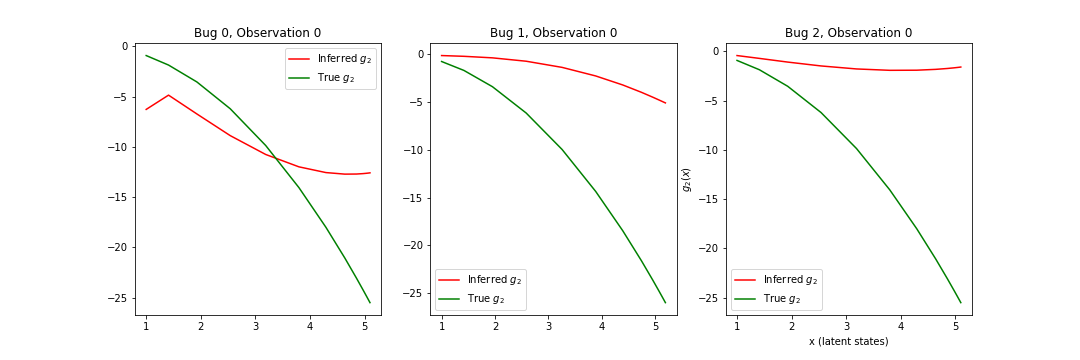 Bug 0, Observation 0
0
−5
−10
−15
−20
−25
1 2 3 4 5
Inferred g₂
True g₂
Bug 1, Observation 0
0
−5
−10
−15
−20
−25
1 2 3 4 5
Inferred g₂
True g₂
Bug 2, Observation 0
g₂(x)
0
−5
−10
−15
−20
−25
1 2 3 4 5
x (latent states)
Inferred g₂
True g₂